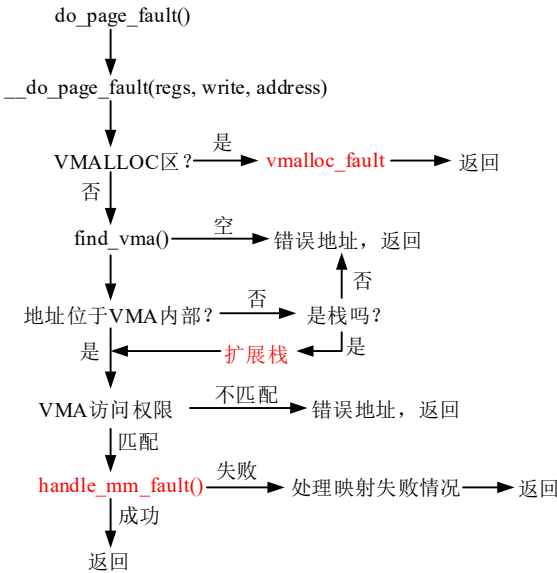 do_page_fault()
__do_page_fault(regs, write, address)
是
VMALLOC区？ vmalloc_fault 返回
否
空
find_vma() 错误地址，返回
否
否
地址位于VMA内部？ 是栈吗？
是 扩展栈 是
不匹配
VMA访问权限 错误地址，返回
匹配
失败
handle_mm_fault() 处理映射失败情况 返回
成功
返回